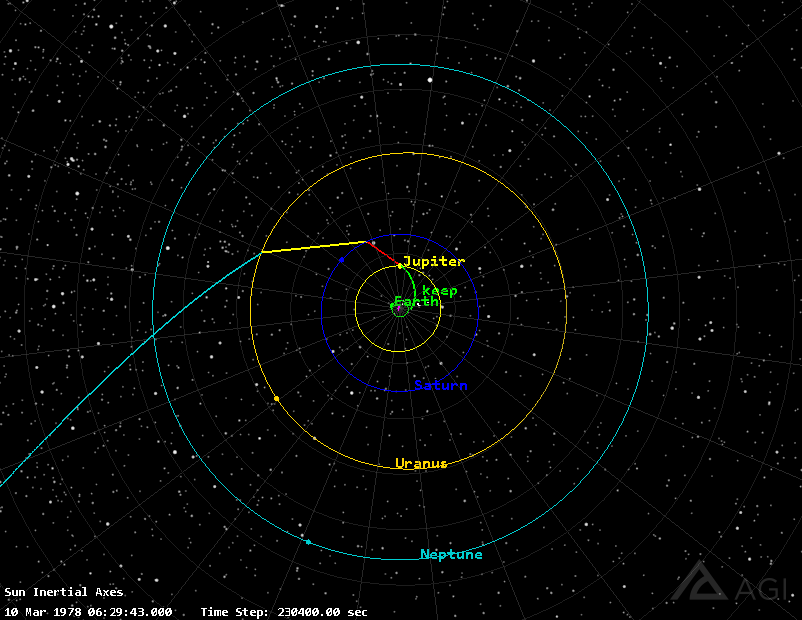 Jupiter
keep
Earth
Saturn
Uranus
Neptune
Sun Inertial Axes
10 Mar 1978 06:29:43.000 Time Step: 230400.00 sec
AGI